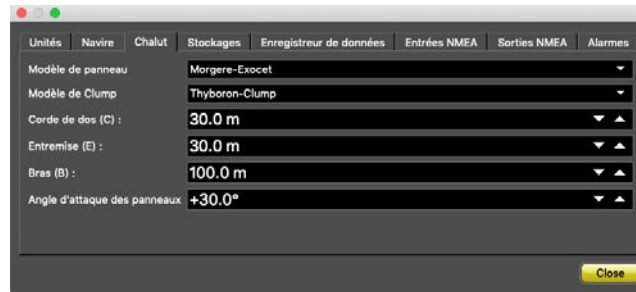 Unités Navire Chalut Stockages Enregistreur de données Entrées NMEA Sorties NMEA Alarmes
Modèle de panneau Morgere-Exocet
Modèle de Clump Thyboron-Clump
Corde de dos (C) : 30.0 m
Entremise (E) : 30.0 m
Bras (B) : 100.0 m
Angle d'attaque des panneaux +30.0°
Close